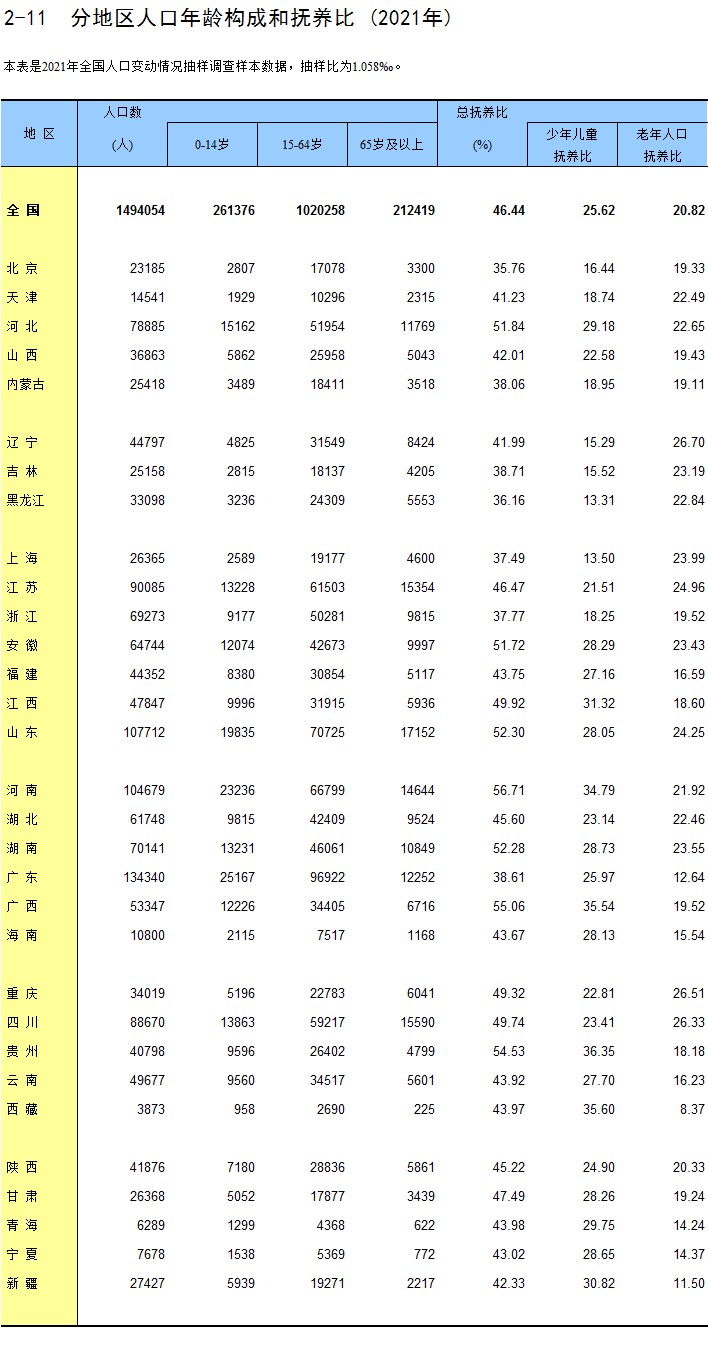 2-11 分地区人口年龄构成和抚养比 (2021年)
本表是2021年全国人口变动情况抽样调查样本数据，抽样比为1.058‰。
地 区 人口数 (人) 0-14岁 15-64岁 65岁及以上 总抚养比 (%) 少年儿童 抚养比 老年人口 抚养比
全 国 1494054 261376 1020258 212419 46.44 25.62 20.82
北 京 23185 2807 17078 3300 35.76 16.44 19.33
天 津 14541 1929 10296 2315 41.23 18.74 22.49
河 北 78885 15162 51954 11769 51.84 29.18 22.65
山 西 36863 5862 25958 5043 42.01 22.58 19.43
内蒙古 25418 3489 18411 3518 38.06 18.95 19.11
辽 宁 44797 4825 31549 8424 41.99 15.29 26.70
吉 林 25158 2815 18137 4205 38.71 15.52 23.19
黑龙江 33098 3236 24309 5553 36.16 13.31 22.84
上 海 26365 2589 19177 4600 37.49 13.50 23.99
江 苏 90085 13228 61503 15354 46.47 21.51 24.96
浙 江 69273 9177 50281 9815 37.77 18.25 19.52
安 徽 64744 12074 42673 9997 51.72 28.29 23.43
福 建 44352 8380 30854 5117 43.75 27.16 16.59
江 西 47847 9996 31915 5936 49.92 31.32 18.60
山 东 107712 19835 70725 17152 52.30 28.05 24.25
河 南 104679 23236 66799 14644 56.71 34.79 21.92
湖 北 61748 9815 42409 9524 45.60 23.14 22.46
湖 南 70141 13231 46061 10849 52.28 28.73 23.55
广 东 134340 25167 96922 12252 38.61 25.97 12.64
广 西 53347 12226 34405 6716 55.06 35.54 19.52
海 南 10800 2115 7517 1168 43.67 28.13 15.54
重 庆 34019 5196 22783 6041 49.32 22.81 26.51
四 川 88670 13863 59217 15590 49.74 23.41 26.33
贵 州 40798 9596 26402 4799 54.53 36.35 18.18
云 南 49677 9560 34517 5601 43.92 27.70 16.23
西 藏 3873 958 2690 225 43.97 35.60 8.37
陕 西 41876 7180 28836 5861 45.22 24.90 20.33
甘 肃 26368 5052 17877 3439 47.49 28.26 19.24
青 海 6289 1299 4368 622 43.98 29.75 14.24
宁 夏 7678 1538 5369 772 43.02 28.65 14.37
新 疆 27427 5939 19271 2217 42.33 30.82 11.50